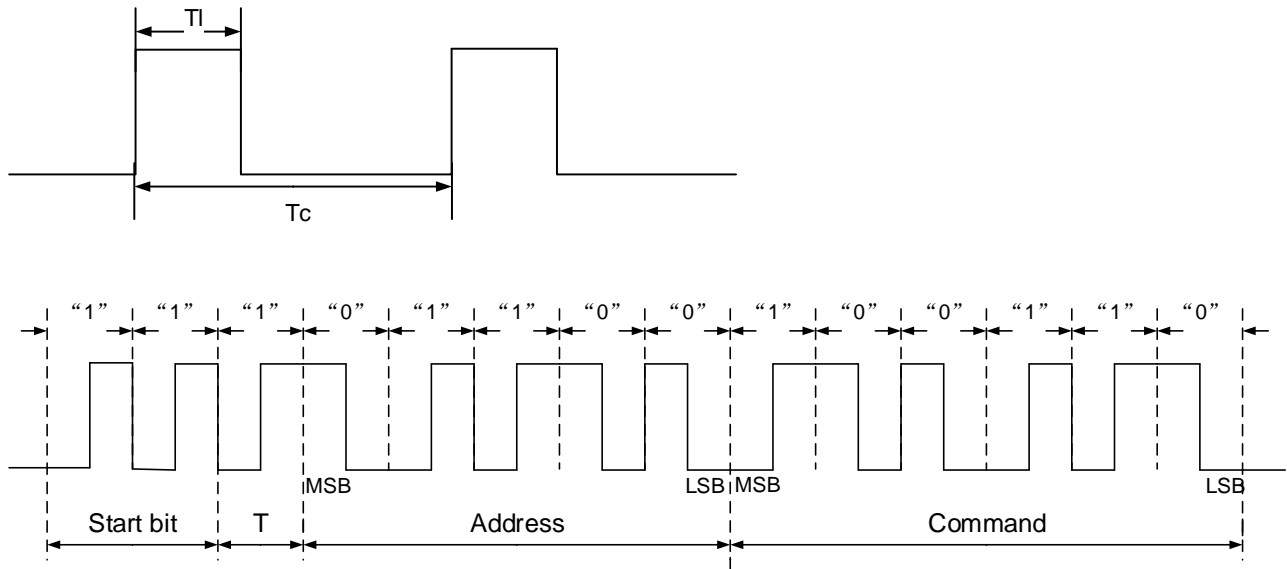 Tl
Tc
“1” “1” “1” “0” “1” “1” “0” “0” “1” “0” “0” “1” “1” “0”
MSB LSB MSB LSB
Start bit T Address Command